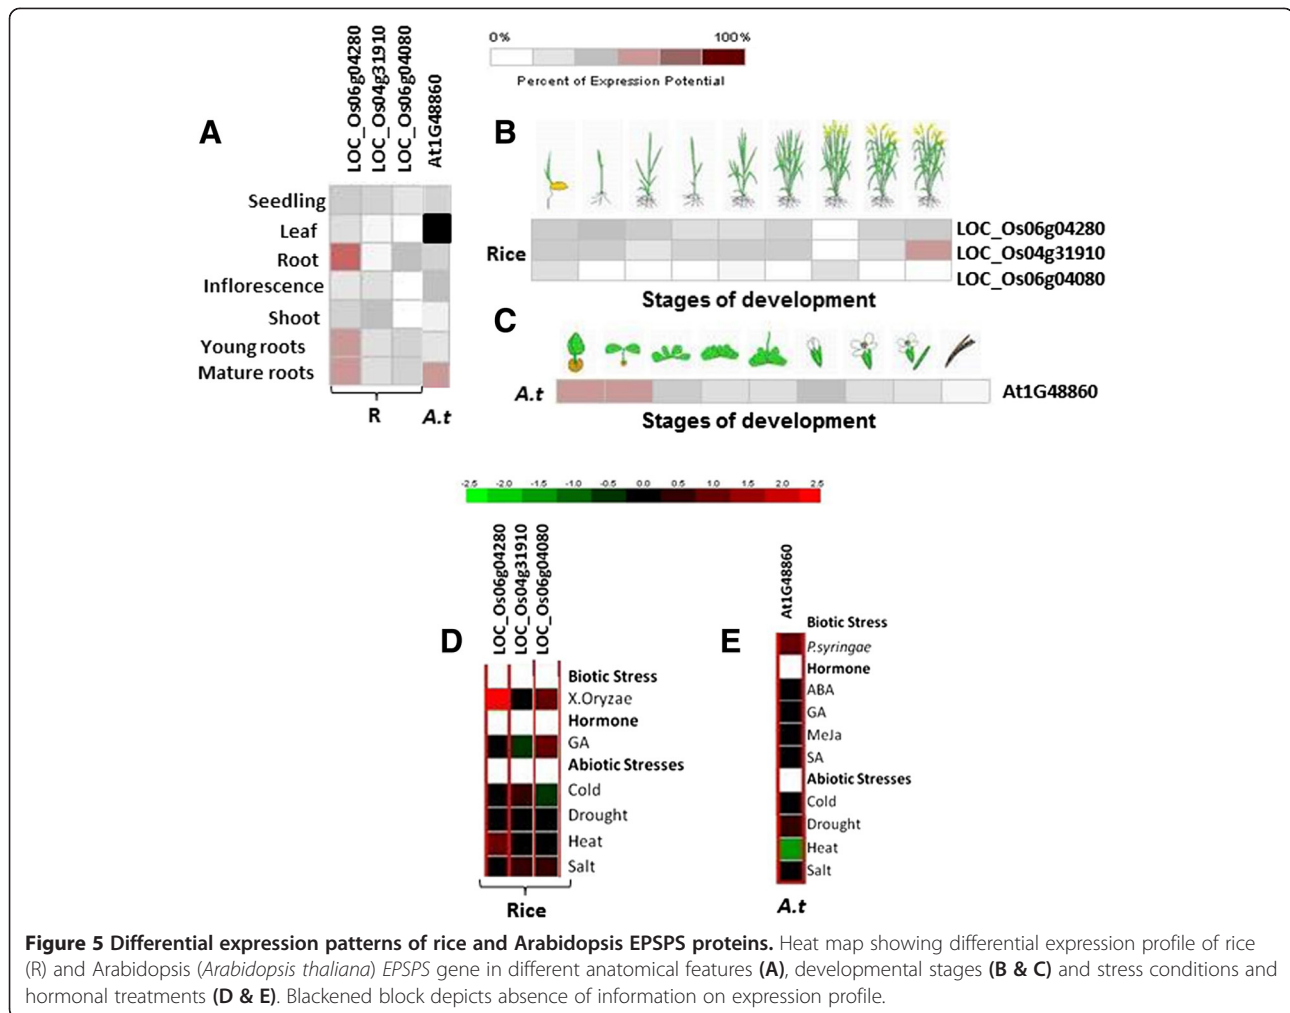 LOC_Os06g04280
LOC_Os04g31910
LOC_Os06g04080
At1G48860
0% 100%
Percent of Expression Potential
A
Seedling
Leaf
Root
Inflorescence
Shoot
Young roots
Mature roots
R A.t
B
Rice
LOC_Os06g04280
LOC_Os04g31910
LOC_Os06g04080
Stages of development
C
A.t At1G48860
Stages of development
-2.5 -2.0 -1.5 -1.0 -0.5 0.0 0.5 1.0 1.5 2.0 2.5
D
LOC_Os06g04280
LOC_Os04g31910
LOC_Os06g04080
Biotic Stress
X.Oryzae
Hormone
GA
Abiotic Stresses
Cold
Drought
Heat
Salt
Rice
E
At1G48860
Biotic Stress
P.syringae
Hormone
ABA
GA
MeJa
SA
Abiotic Stresses
Cold
Drought
Heat
Salt
A.t
Figure 5 Differential expression patterns of rice and Arabidopsis EPSPS proteins. Heat map showing differential expression profile of rice
(R) and Arabidopsis (Arabidopsis thaliana) EPSPS gene in different anatomical features (A), developmental stages (B & C) and stress conditions and
hormonal treatments (D & E). Blackened block depicts absence of information on expression profile.